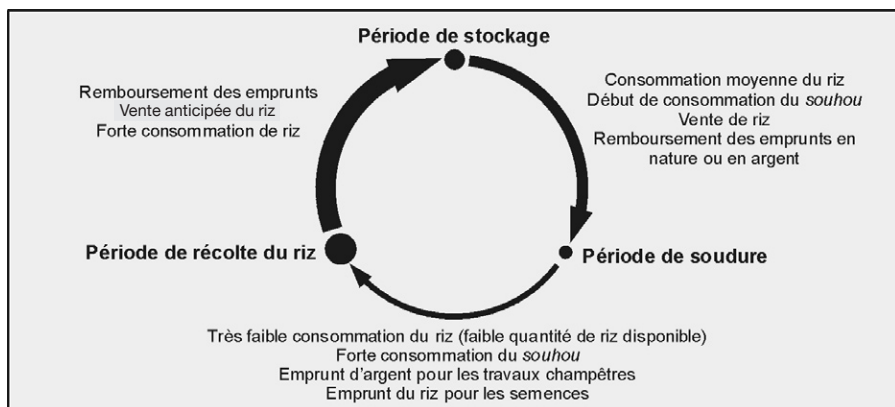 Période de stockage
Remboursement des emprunts
Vente anticipée du riz
Forte consommation de riz
Consommation moyenne du riz
Début de consommation du souhou
Vente de riz
Remboursement des emprunts en
nature ou en argent
Période de récolte du riz
Période de soudure
Très faible consommation du riz (faible quantité de riz disponible)
Forte consommation du souhou
Emprunt d'argent pour les travaux champêtres
Emprunt du riz pour les semences